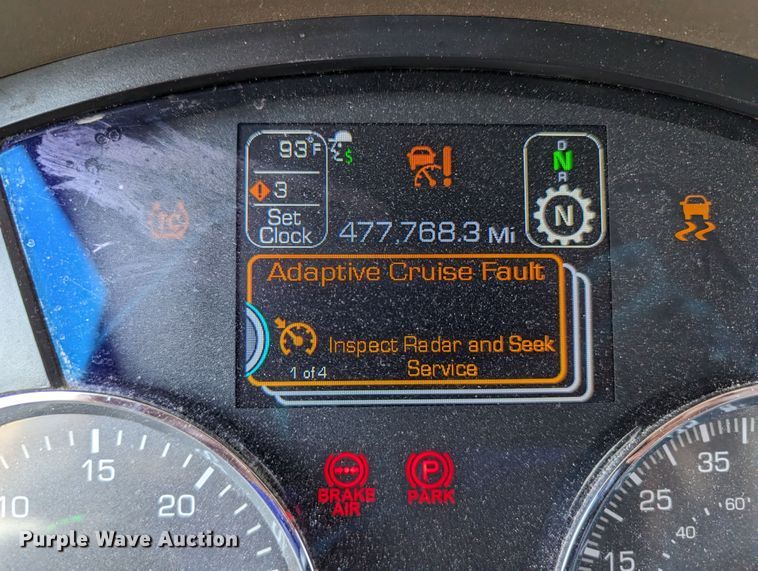 93°F
$
3
Set
Clock
D
N
R
N
477,768.3 Mi
TC
Adaptive Cruise Fault
Inspect Radar and Seek
Service
1 of 4
BRAKE
AIR
P
PARK
10
15
20
15
25
35
40
60
Purple Wave Auction